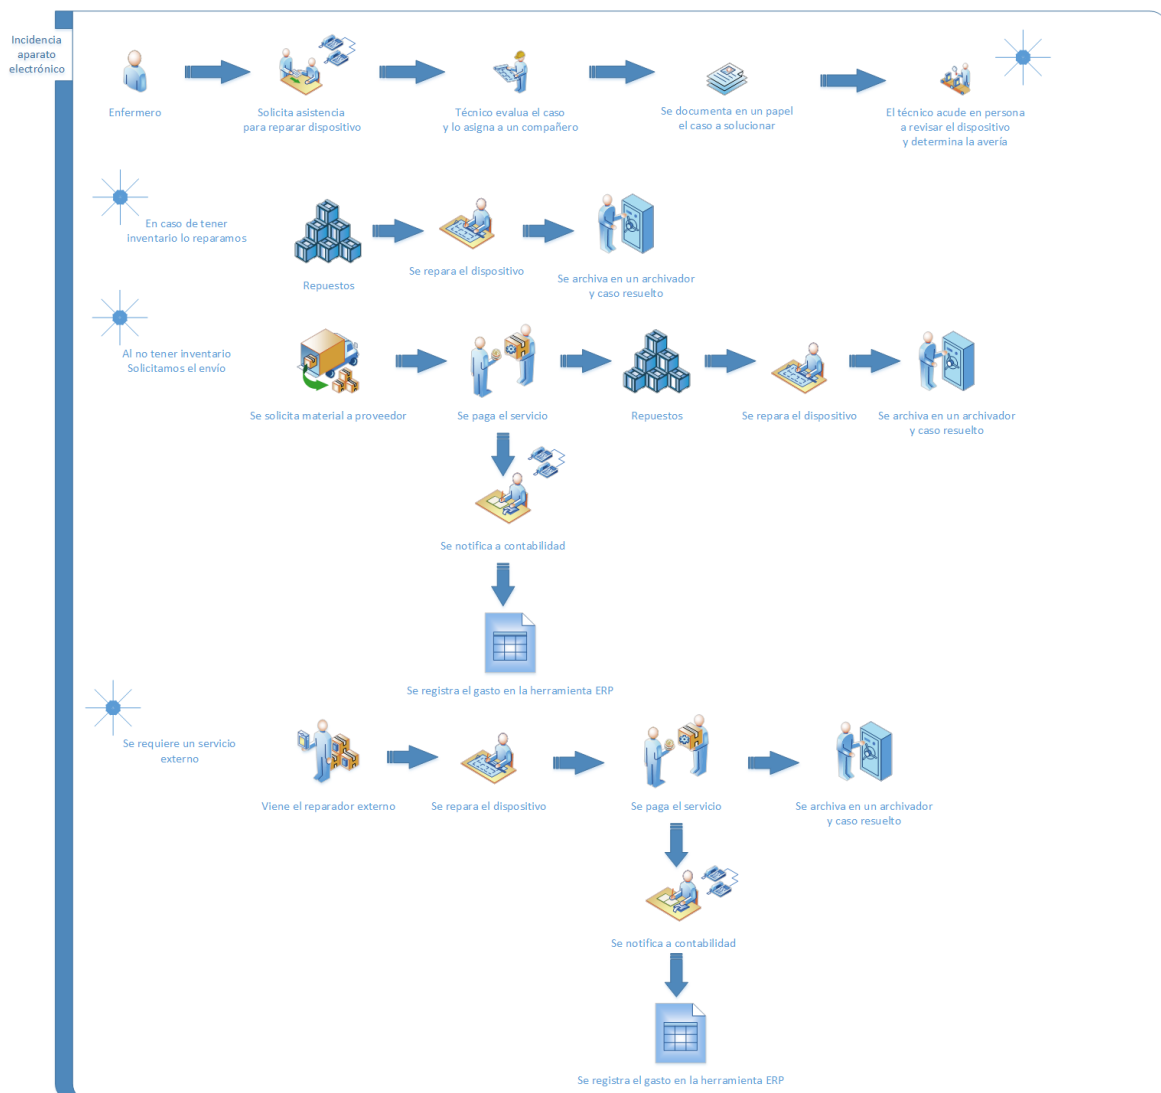 Incidencia
aparato
electrónico
Enfermero
Solicita asistencia
para reparar dispositivo
Técnico evalua el caso
y lo asigna a un compañero
Se documenta en un papel
el caso a solucionar
El técnico acude en persona
a revisar el dispositivo
y determina la avería
En caso de tener
inventario lo reparamos
Repuestos
Se repara el dispositivo
Se archiva en un archivador
y caso resuelto
Al no tener inventario
Solicitamos el envío
Se solicita material a proveedor
Se paga el servicio
Repuestos
Se repara el dispositivo
Se archiva en un archivador
y caso resuelto
Se notifica a contabilidad
Se registra el gasto en la herramienta ERP
Se requiere un servicio
externo
Viene el reparador externo
Se repara el dispositivo
Se paga el servicio
Se archiva en un archivador
y caso resuelto
Se notifica a contabilidad
Se registra el gasto en la herramienta ERP